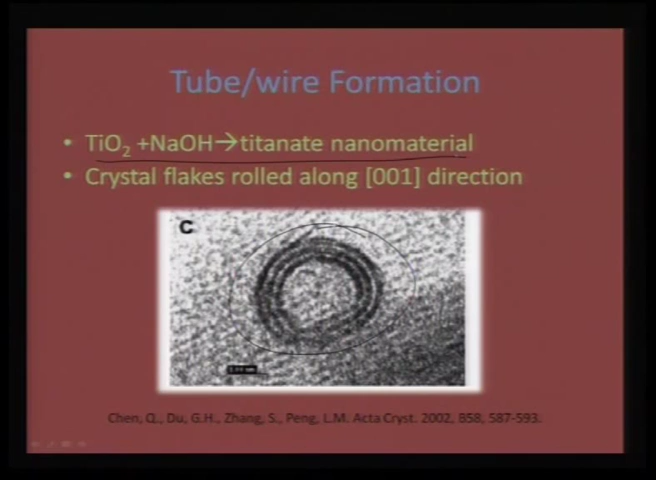 Tube/wire Formation
• TiO₂ +NaOH→titanate nanomaterial
• Crystal flakes rolled along [001] direction
C
Chen, Q., Du, G.H., Zhang, S., Peng, L.M. Acta Cryst. 2002, B58, 587-593.